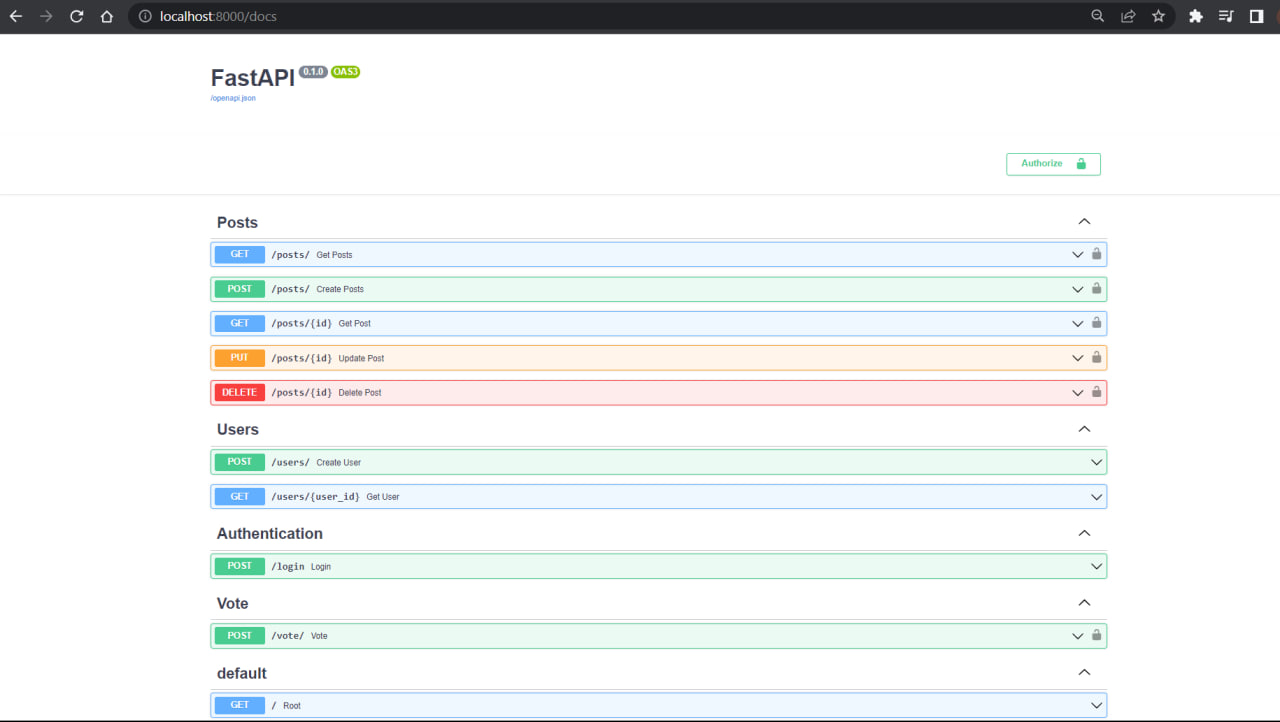 localhost:8000/docs
FastAPI 0.1.0 OAS3
/openapi.json
Authorize
Posts
GET /posts/ Get Posts
POST /posts/ Create Posts
GET /posts/{id} Get Post
PUT /posts/{id} Update Post
DELETE /posts/{id} Delete Post
Users
POST /users/ Create User
GET /users/{user_id} Get User
Authentication
POST /login Login
Vote
POST /vote/ Vote
default
GET / Root